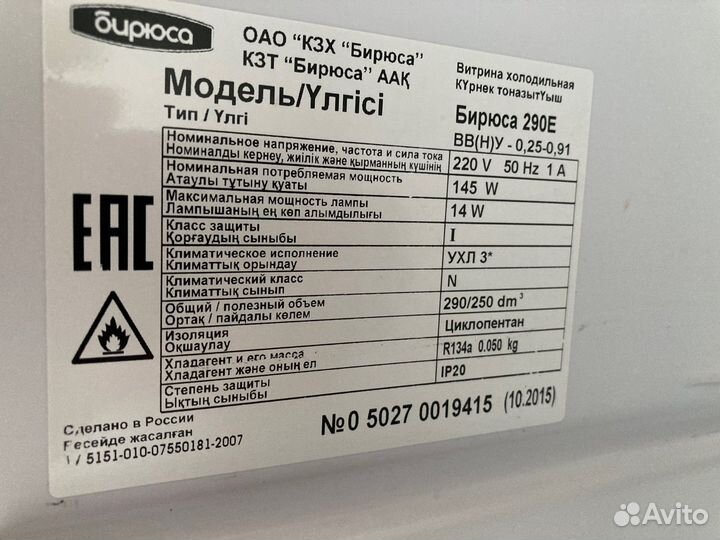 бирюса
ОАО "КЗХ "Бирюса"
КЗТ "Бирюса" ААҚ
Витрина холодильная
КҮрнек тоназытҮыш
Модель/Үлгісі
Тип / Үлгі
Бирюса 290Е
ВВ(Н)У - 0,25-0,91
Номинальное напряжение, частота и сила тока
Номиналды кернеу, жиілік және қырманның күшінің
220 V 50 Hz 1 A
Номинальная потребляемая мощность
Атаулы тұтыну қуаты
145 W
Максимальная мощность лампы
Лампышаның ең көп алымдылығы
14 W
Класс защиты
Қорғаудың сыныбы
I
Климатическое исполнение
Климаттық орындау
УХЛ 3*
Климатический класс
Климаттық сынып
N
Общий / полезный объем
Ортақ / пайдалы көлем
290/250 dm³
Изоляция
Оқшаулау
Циклопентан
Хладагент и его масса
Хладагент және оның ел
R134a 0.050 kg
Степень защиты
Ықтың сыныбы
IP20
ЕАС
Сделано в России
Ресейде жасалған
5151-010-07550181-2007
№0 5027 0019415 (10.2015)
Avito